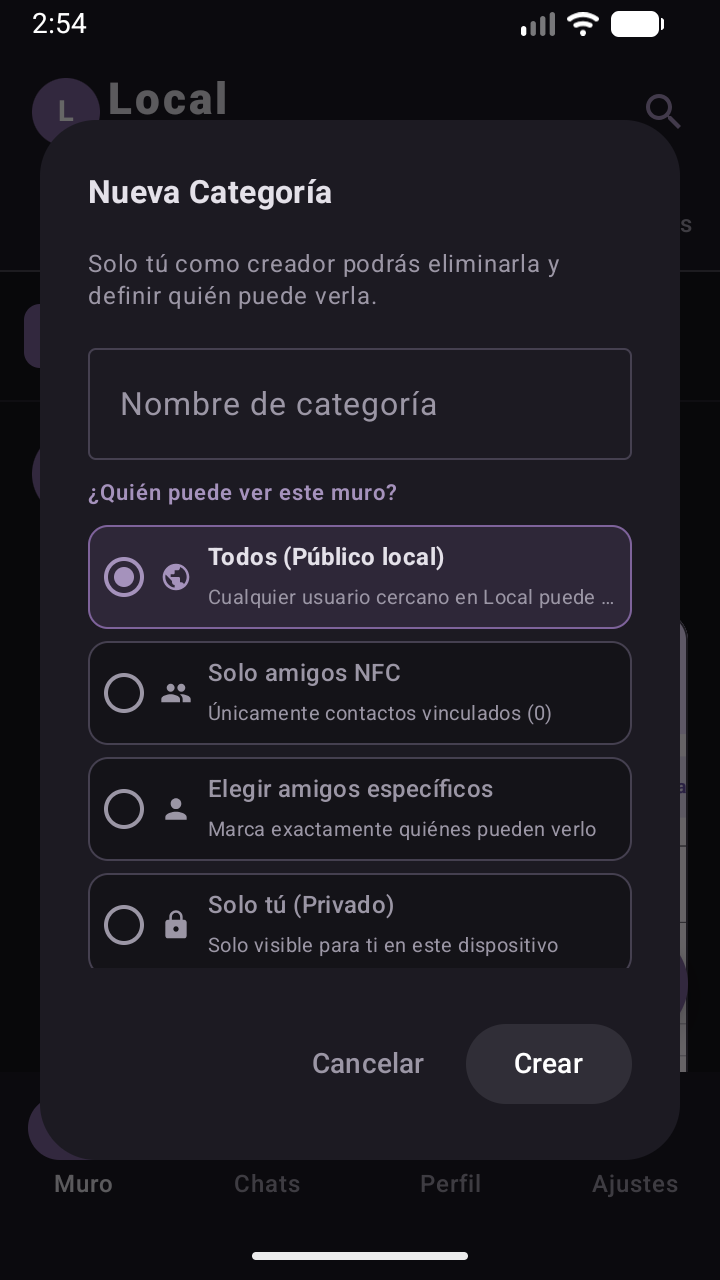 2:54
L
Local
s
Nueva Categoría
Solo tú como creador podrás eliminarla y
definir quién puede verla.
Nombre de categoría
¿Quién puede ver este muro?
Todos (Público local)
Cualquier usuario cercano en Local puede …
Solo amigos NFC
Únicamente contactos vinculados (0)
Elegir amigos específicos
a
Marca exactamente quiénes pueden verlo
Solo tú (Privado)
Solo visible para ti en este dispositivo
Cancelar
Crear
Muro
Chats
Perfil
Ajustes